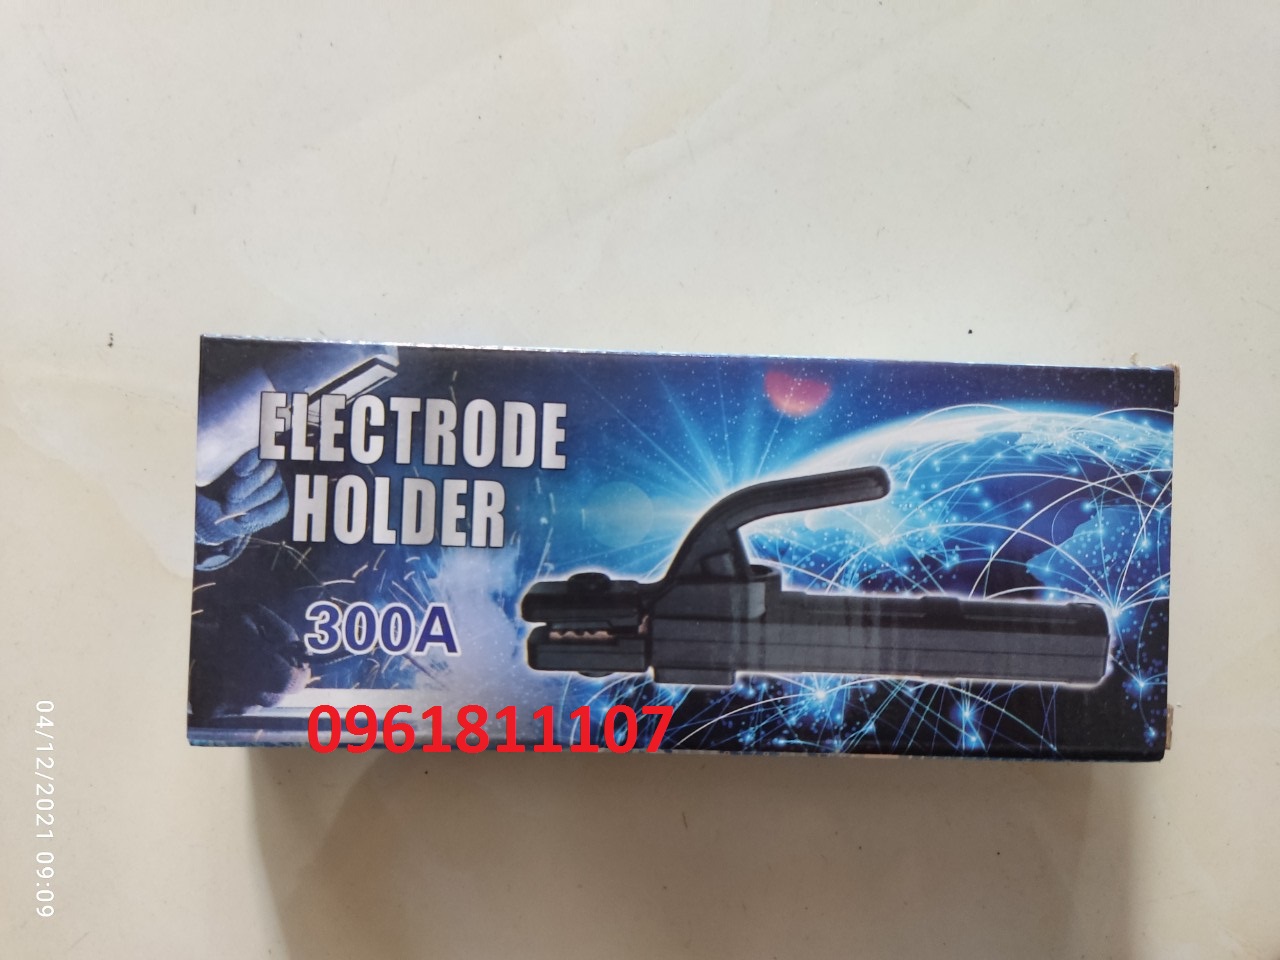 ELECTRODE
HOLDER
300A
0961811107
04/12/2021 09:09